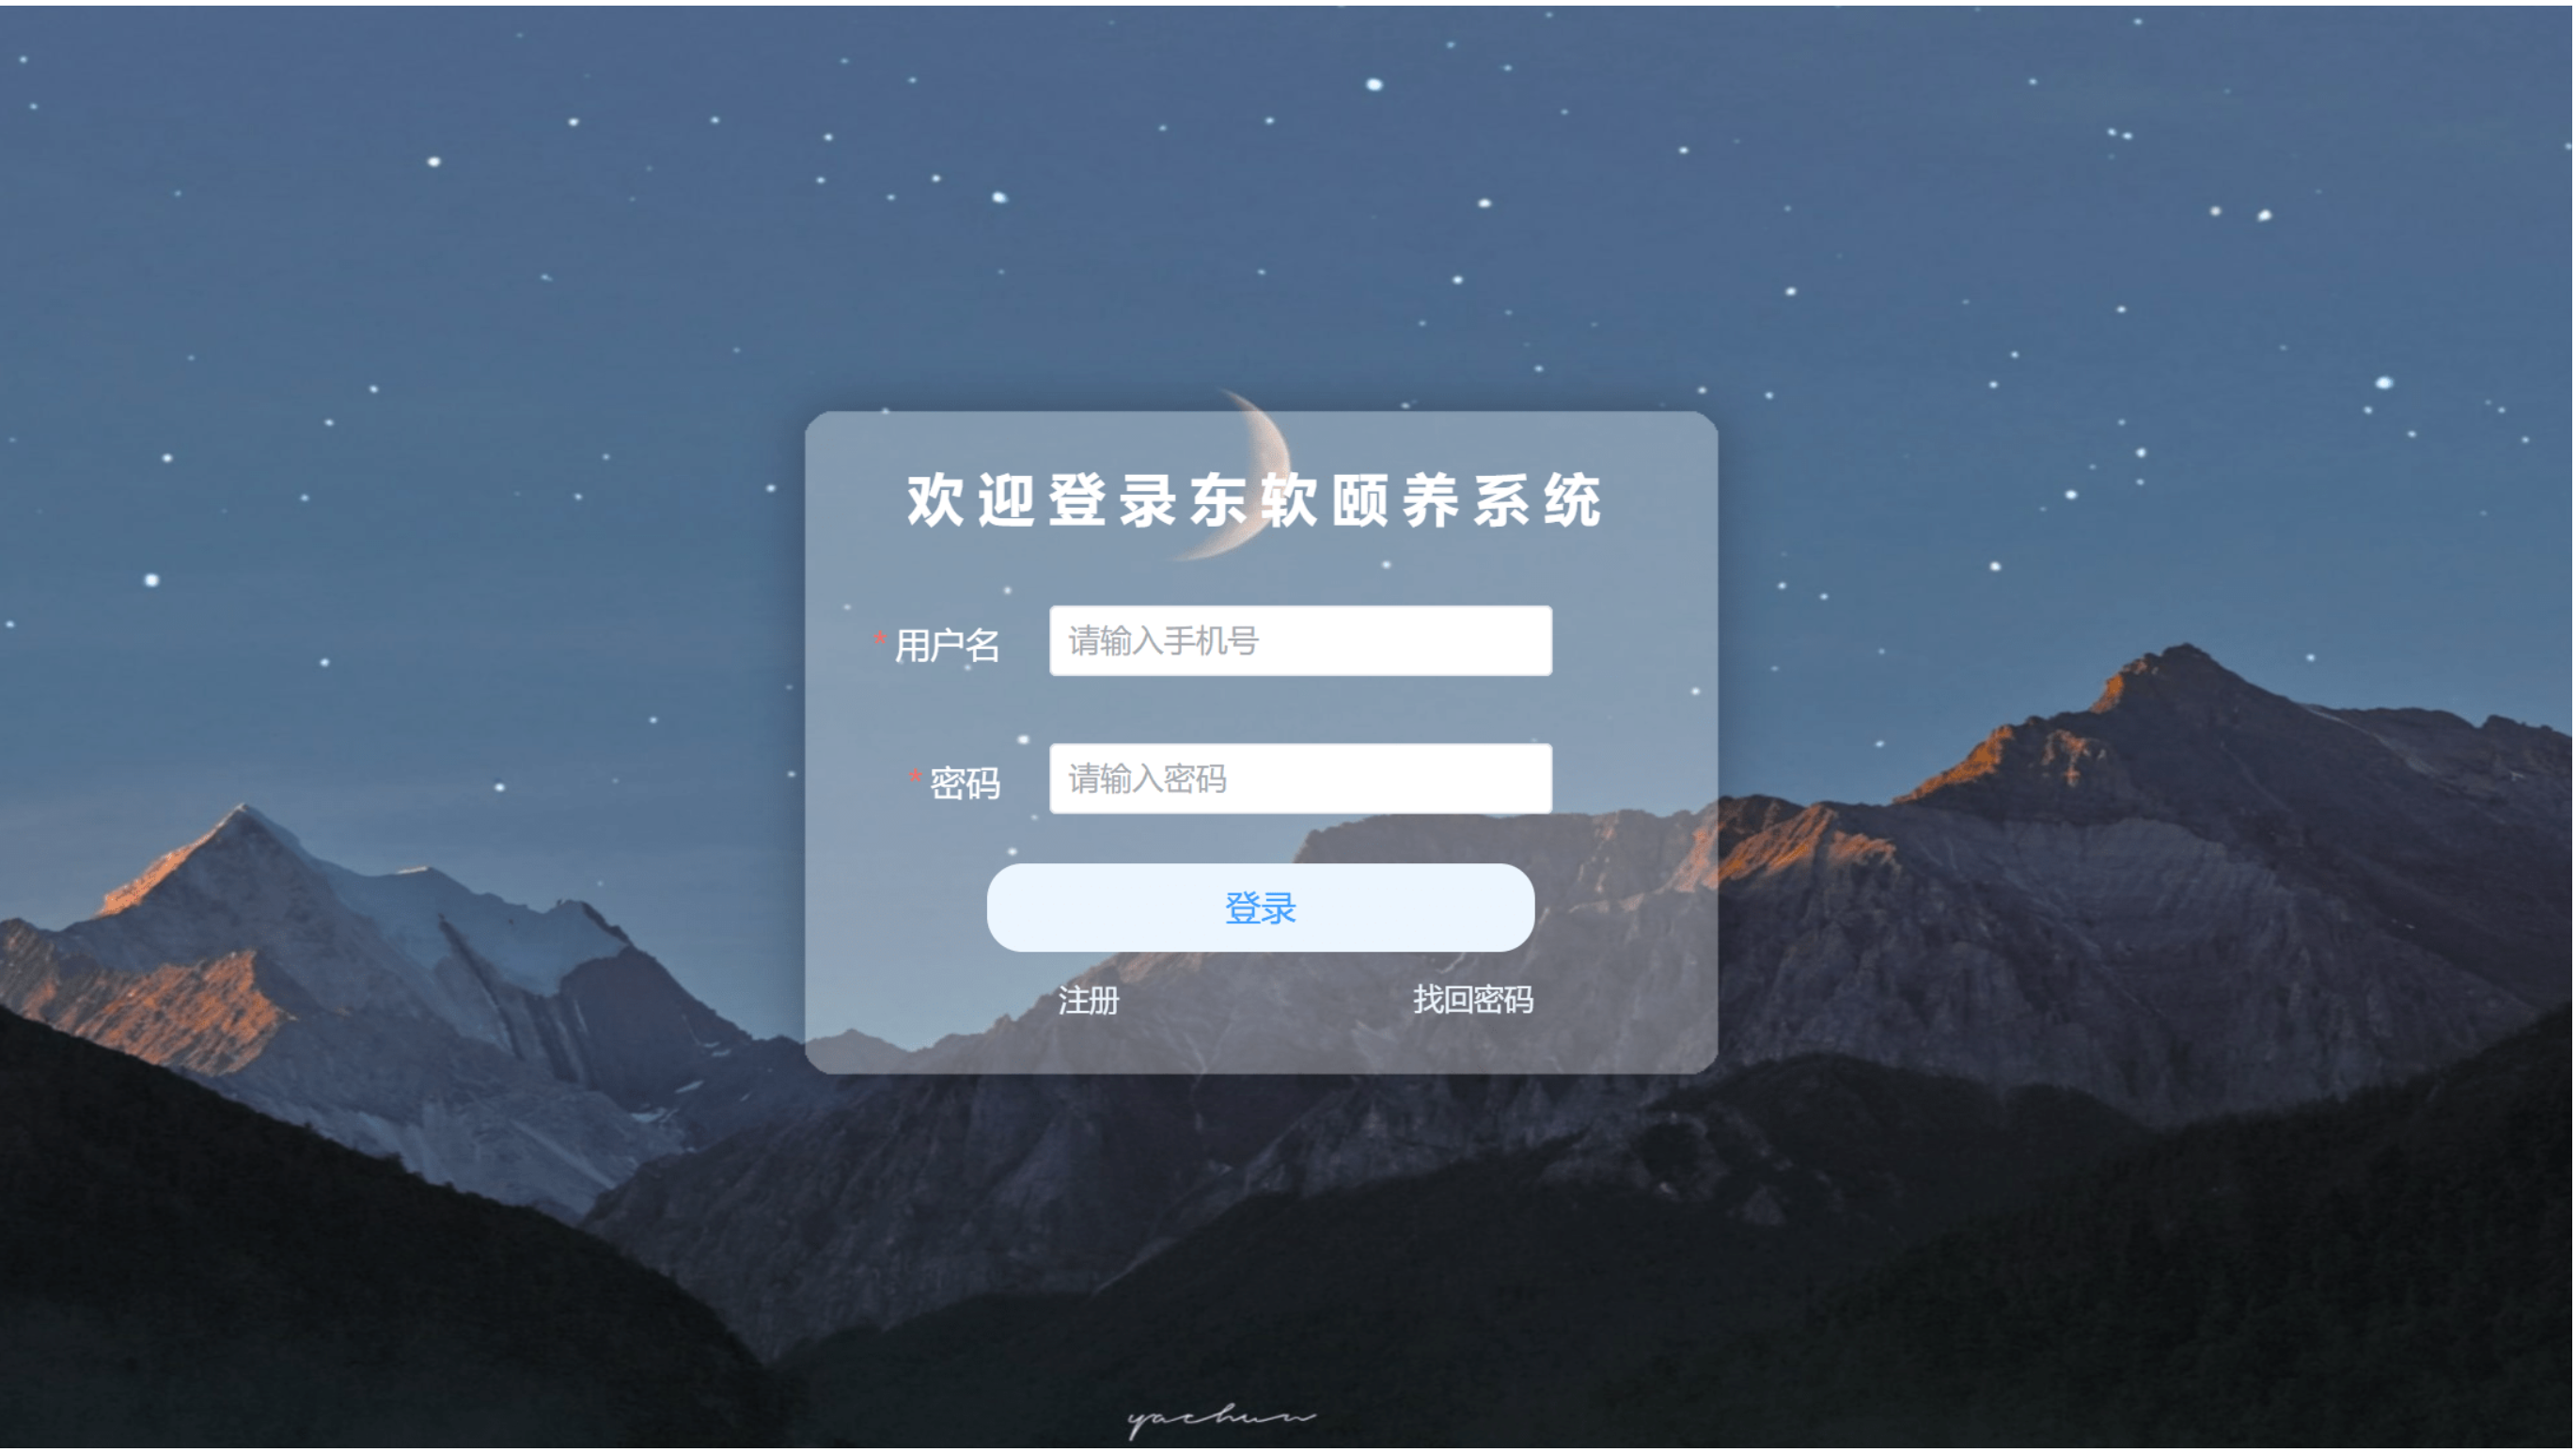 欢迎登录东软颐养系统
* 用户名 请输入手机号
* 密码 请输入密码
登录
注册 找回密码
yachun